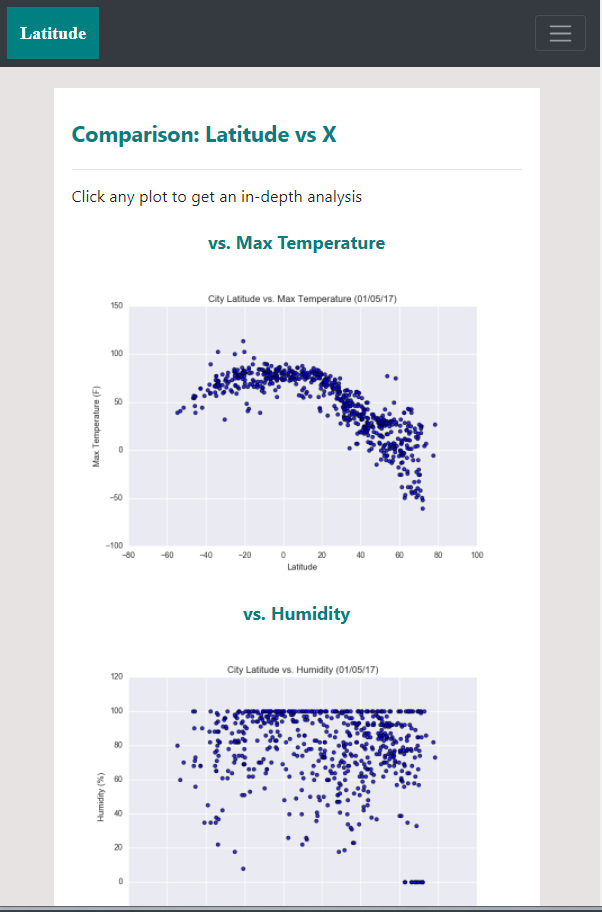 Latitude
Comparison: Latitude vs X
Click any plot to get an in-depth analysis
vs. Max Temperature
City Latitude vs. Max Temperature (01/05/17)
150
100
50
0
−50
−100
Max Temperature (F)
−80 −60 −40 −20 0 20 40 60 80 100
Latitude
vs. Humidity
City Latitude vs. Humidity (01/05/17)
120
100
80
60
40
20
0
Humidity (%)